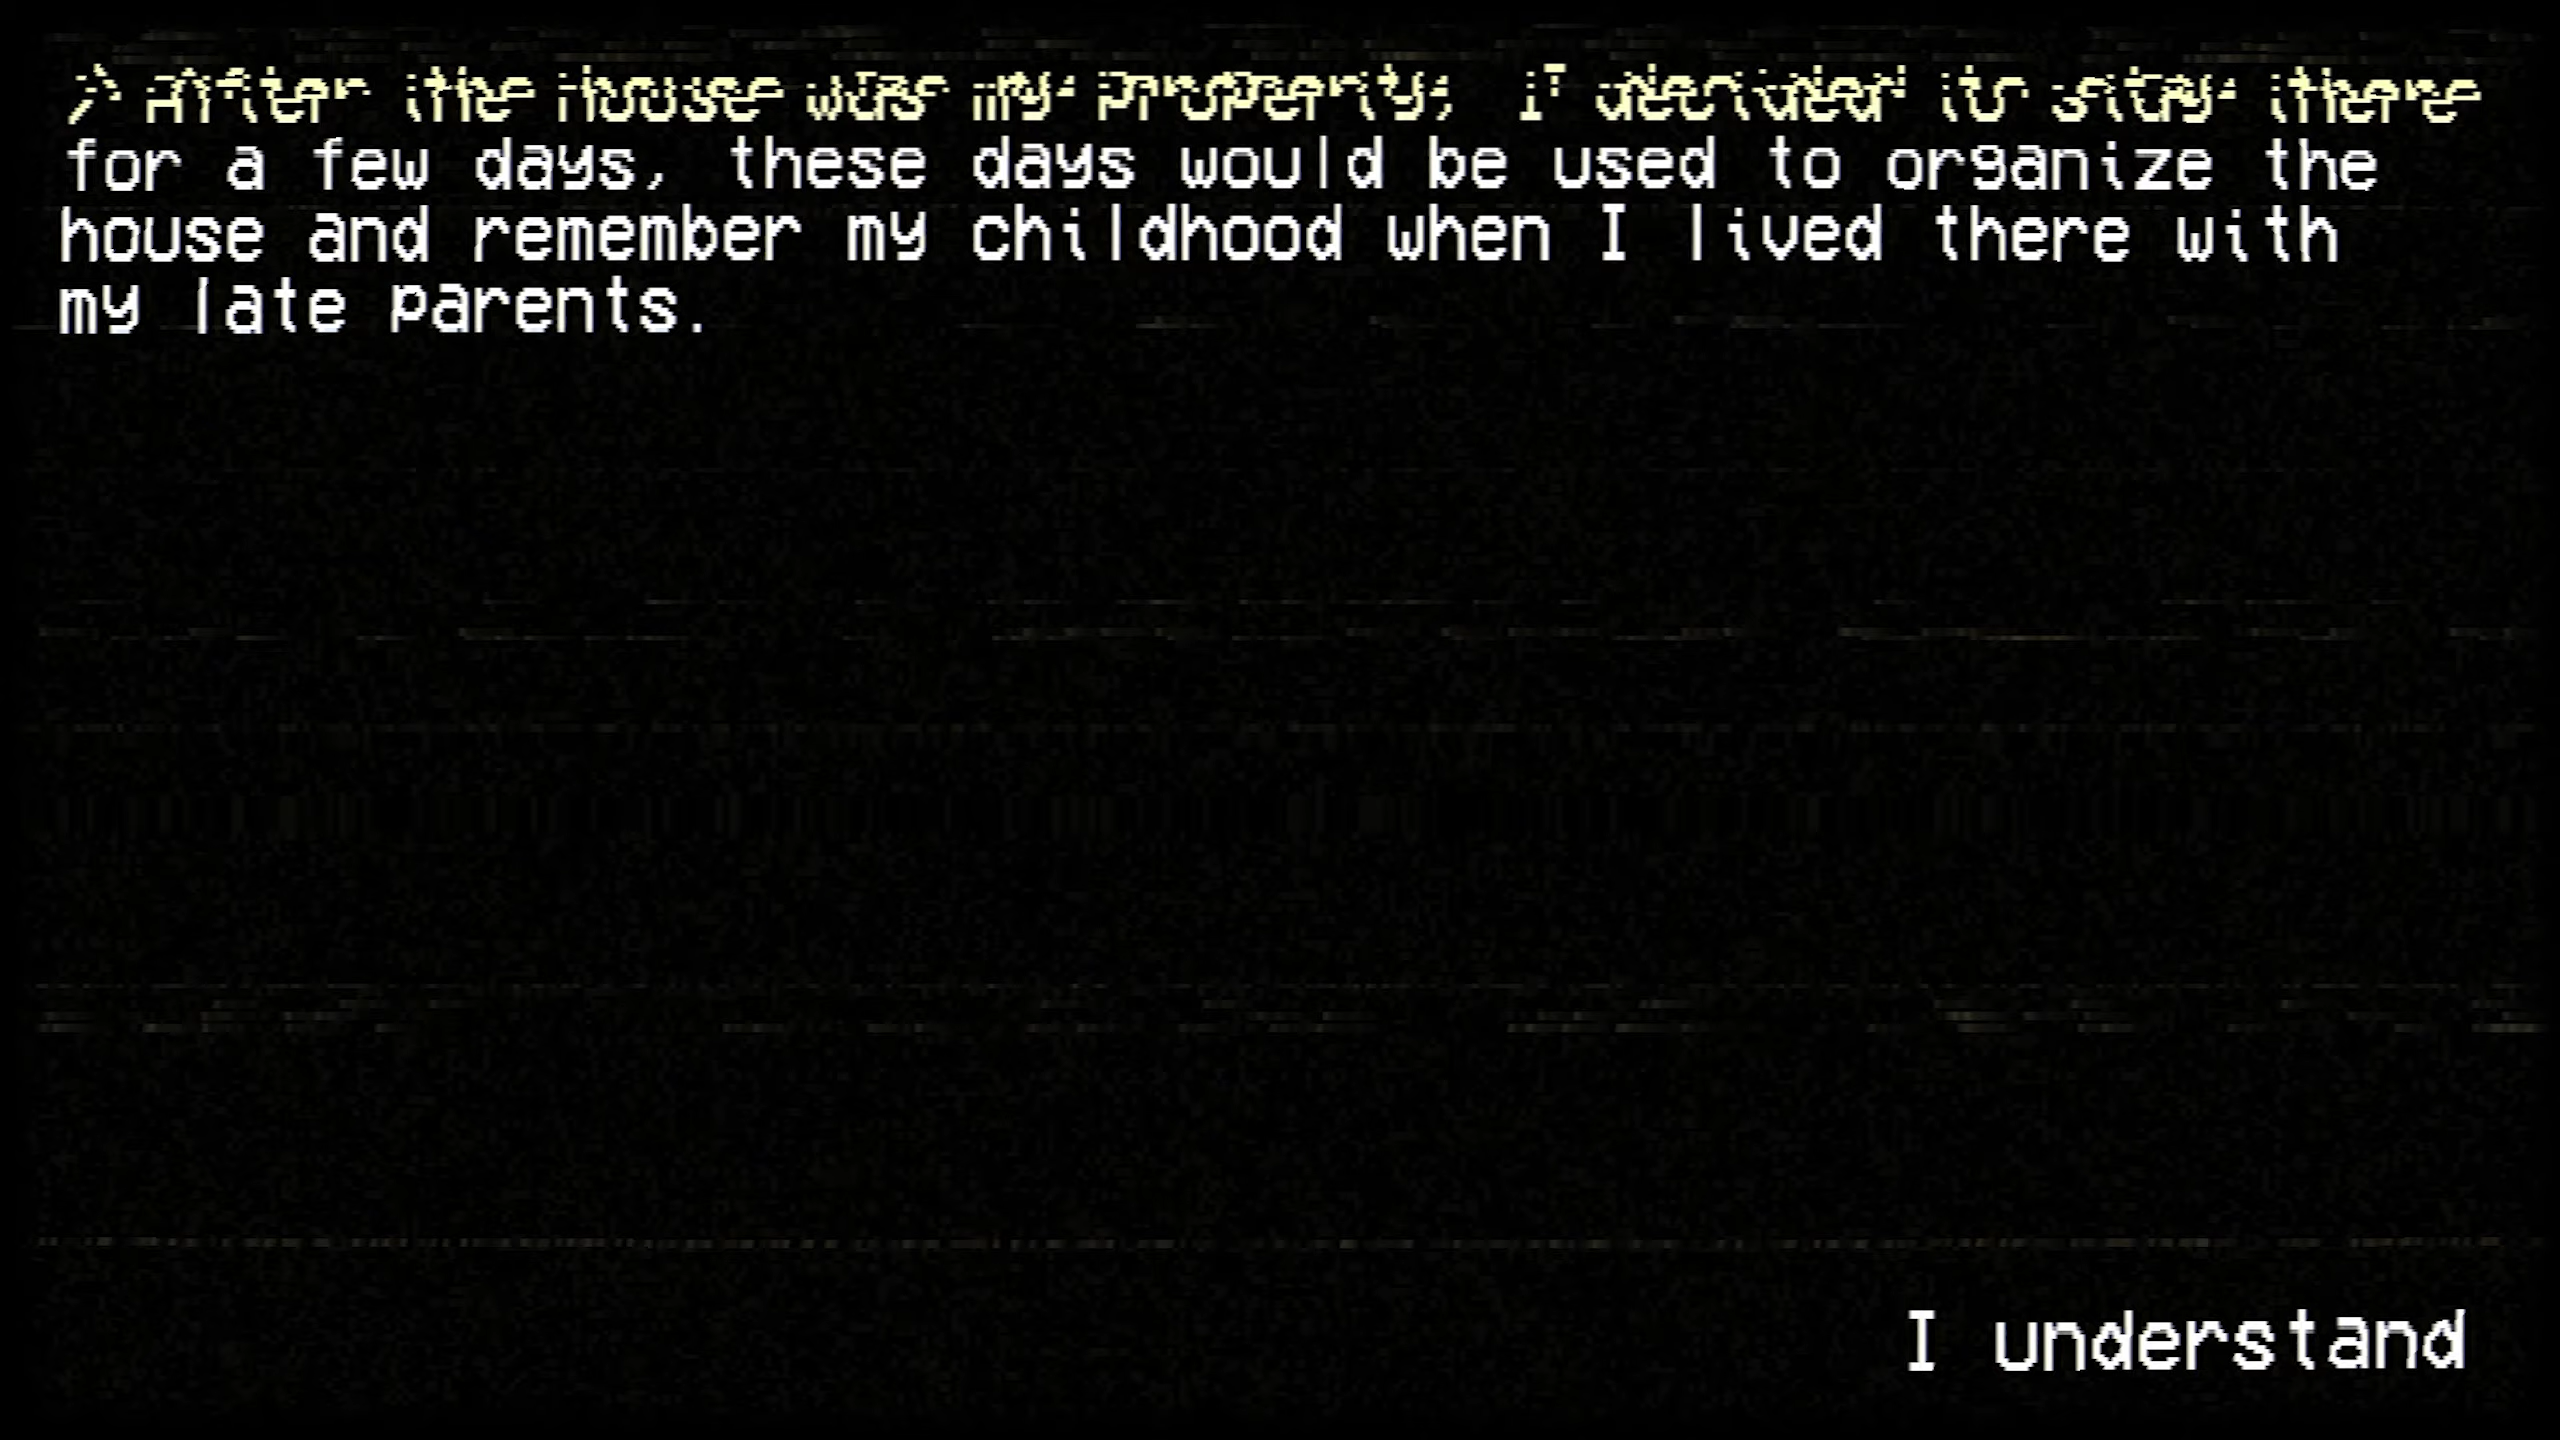 > After the house was my property, I decided to stay there
for a few days, these days would be used to organize the
house and remember my childhood when I lived there with
my late parents.
I understand